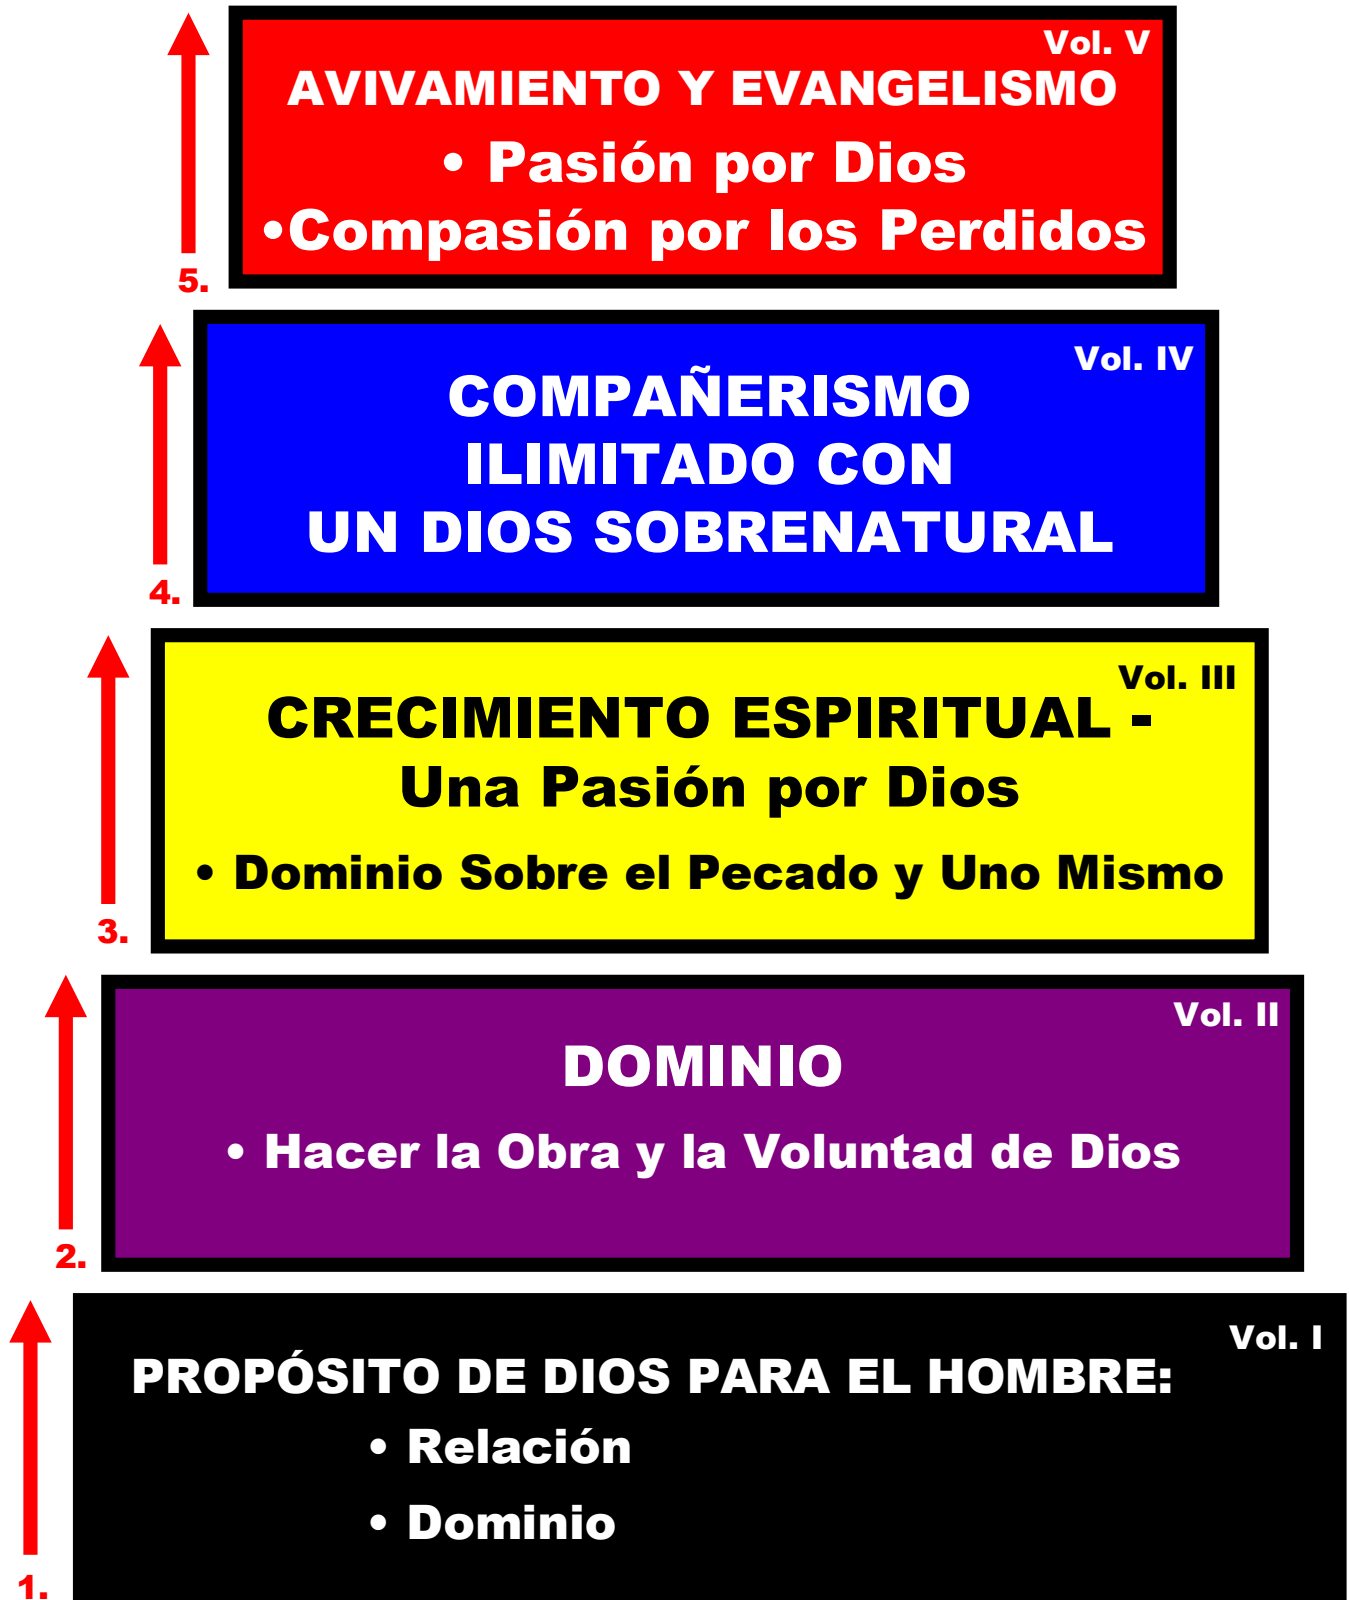 Vol. V
AVIVAMIENTO Y EVANGELISMO
• Pasión por Dios
•Compasión por los Perdidos
5.
Vol. IV
COMPAÑERISMO
ILIMITADO CON
UN DIOS SOBRENATURAL
4.
Vol. III
CRECIMIENTO ESPIRITUAL -
Una Pasión por Dios
• Dominio Sobre el Pecado y Uno Mismo
3.
Vol. II
DOMINIO
• Hacer la Obra y la Voluntad de Dios
2.
Vol. I
PROPÓSITO DE DIOS PARA EL HOMBRE:
• Relación
• Dominio
1.